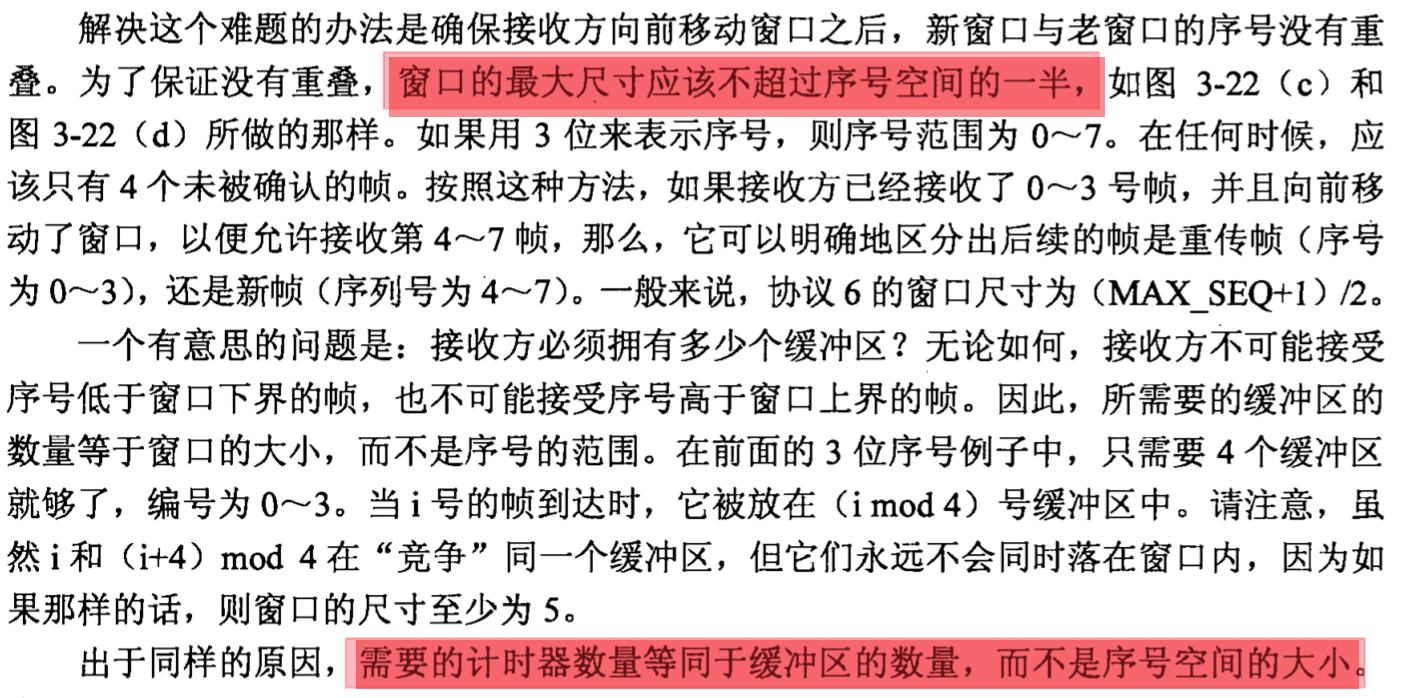 解决这个难题的办法是确保接收方向前移动窗口之后，新窗口与老窗口的序号没有重
叠。为了保证没有重叠，窗口的最大尺寸应该不超过序号空间的一半，如图 3-22（c）和
图 3-22（d）所做的那样。如果用 3 位来表示序号，则序号范围为 0～7。在任何时候，应
该只有 4 个未被确认的帧。按照这种方法，如果接收方已经接收了 0～3 号帧，并且向前移
动了窗口，以便允许接收第 4～7 帧，那么，它可以明确地区分出后续的帧是重传帧（序号
为 0～3），还是新帧（序列号为 4～7）。一般来说，协议 6 的窗口尺寸为（MAX_SEQ+1）/2。
一个有意思的问题是：接收方必须拥有多少个缓冲区？无论如何，接收方不可能接受
序号低于窗口下界的帧，也不可能接受序号高于窗口上界的帧。因此，所需要的缓冲区的
数量等于窗口的大小，而不是序号的范围。在前面的 3 位序号例子中，只需要 4 个缓冲区
就够了，编号为 0～3。当 i 号的帧到达时，它被放在（i mod 4）号缓冲区中。请注意，虽
然 i 和（i+4）mod 4 在“竞争”同一个缓冲区，但它们永远不会同时落在窗口内，因为如
果那样的话，则窗口的尺寸至少为 5。
出于同样的原因，需要的计时器数量等同于缓冲区的数量，而不是序号空间的大小。